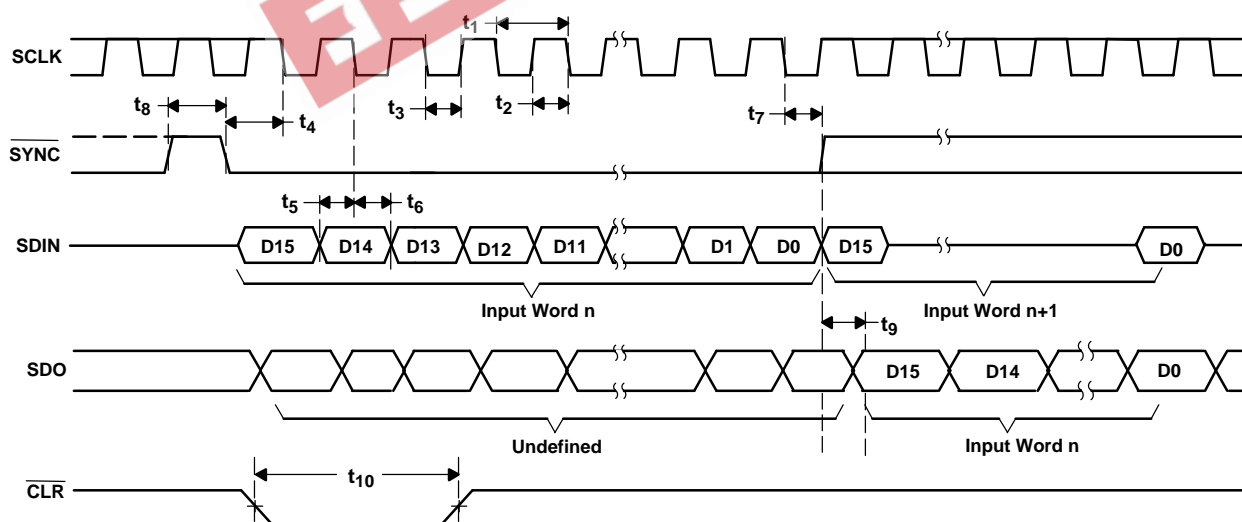 t1
SCLK
t8
t4
t3
t2
t7
SYNC
t5
t6
SDIN
D15
D14
D13
D12
D11
D1
D0
D15
D0
Input Word n
Input Word n+1
t9
SDO
D15
D14
D0
Undefined
Input Word n
t10
CLR